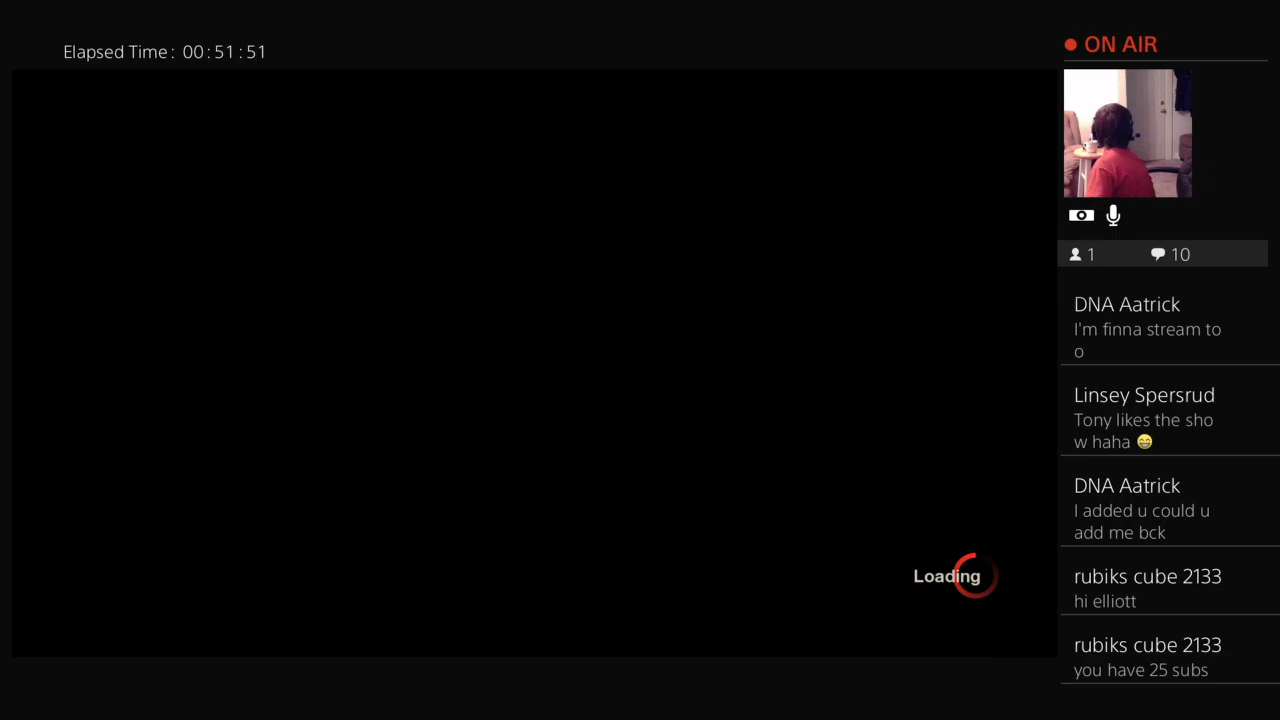 Elapsed Time: 00:51:51
ON AIR
1 10
DNA Aatrick
I'm finna stream to
o
Linsey Spersrud
Tony likes the sho
w haha 😁
DNA Aatrick
I added u could u
add me bck
Loading
rubiks cube 2133
hi elliott
rubiks cube 2133
you have 25 subs